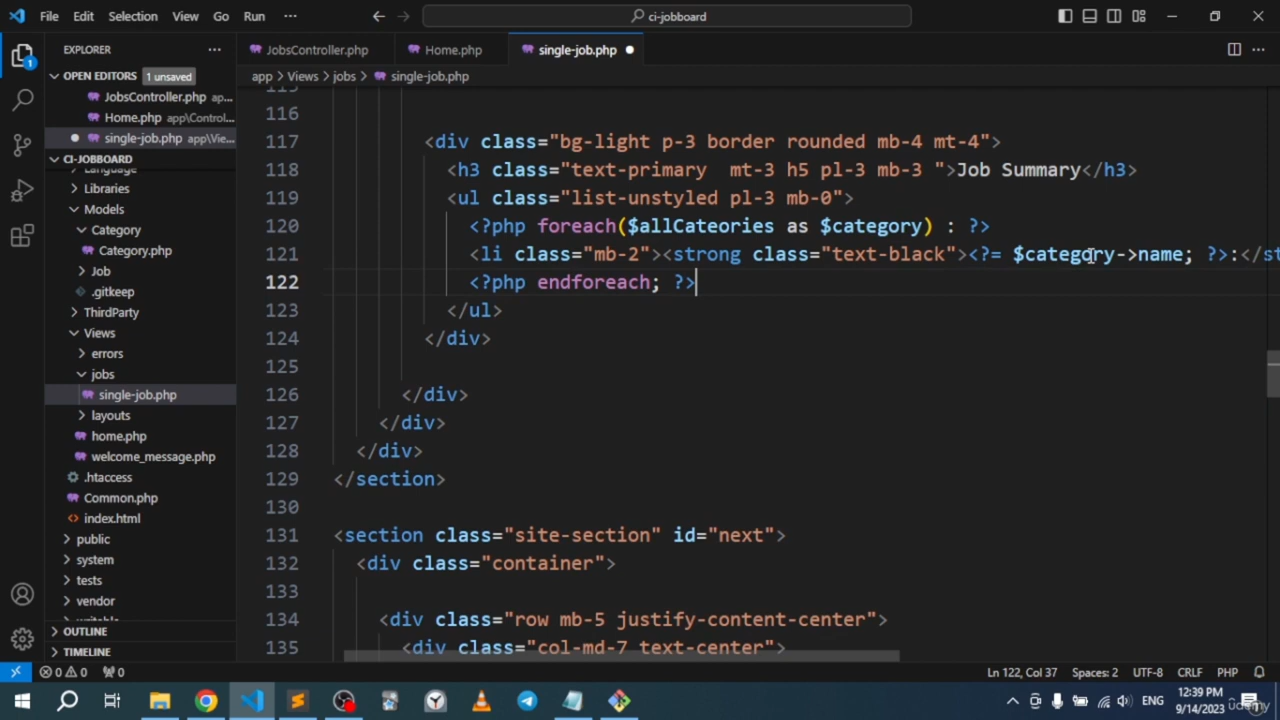 File Edit Selection View Go Run ··· ci-jobboard
EXPLORER ··· JobsController.php Home.php single-job.php
OPEN EDITORS 1 unsaved
app > Views > jobs > single-job.php
JobsController.php ap...
Home.php app\Control...
single-job.php app\Vie...
CI-JOBBOARD
Language
Libraries
Models
Category
Category.php
Job
.gitkeep
ThirdParty
Views
errors
jobs
single-job.php
layouts
home.php
welcome_message.php
.htaccess
Common.php
index.html
public
system
tests
vendor
writable
OUTLINE
TIMELINE
115
116
117 <div class="bg-light p-3 border rounded mb-4 mt-4">
118 <h3 class="text-primary  mt-3 h5 pl-3 mb-3 ">Job Summary</h3>
119 <ul class="list-unstyled pl-3 mb-0">
120 <?php foreach($allCateories as $category) : ?>
121 <li class="mb-2"><strong class="text-black"><?= $category->name; ?>:</st
122 <?php endforeach; ?>
123 </ul>
124 </div>
125
126 </div>
127 </div>
128 </div>
129 </section>
130
131 <section class="site-section" id="next">
132 <div class="container">
133
134 <div class="row mb-5 justify-content-center">
135 <div class="col-md-7 text-center">
0 0 0 Ln 122, Col 37 Spaces: 2 UTF-8 CRLF PHP
ENG 12:39 PM 9/14/2023
udemy